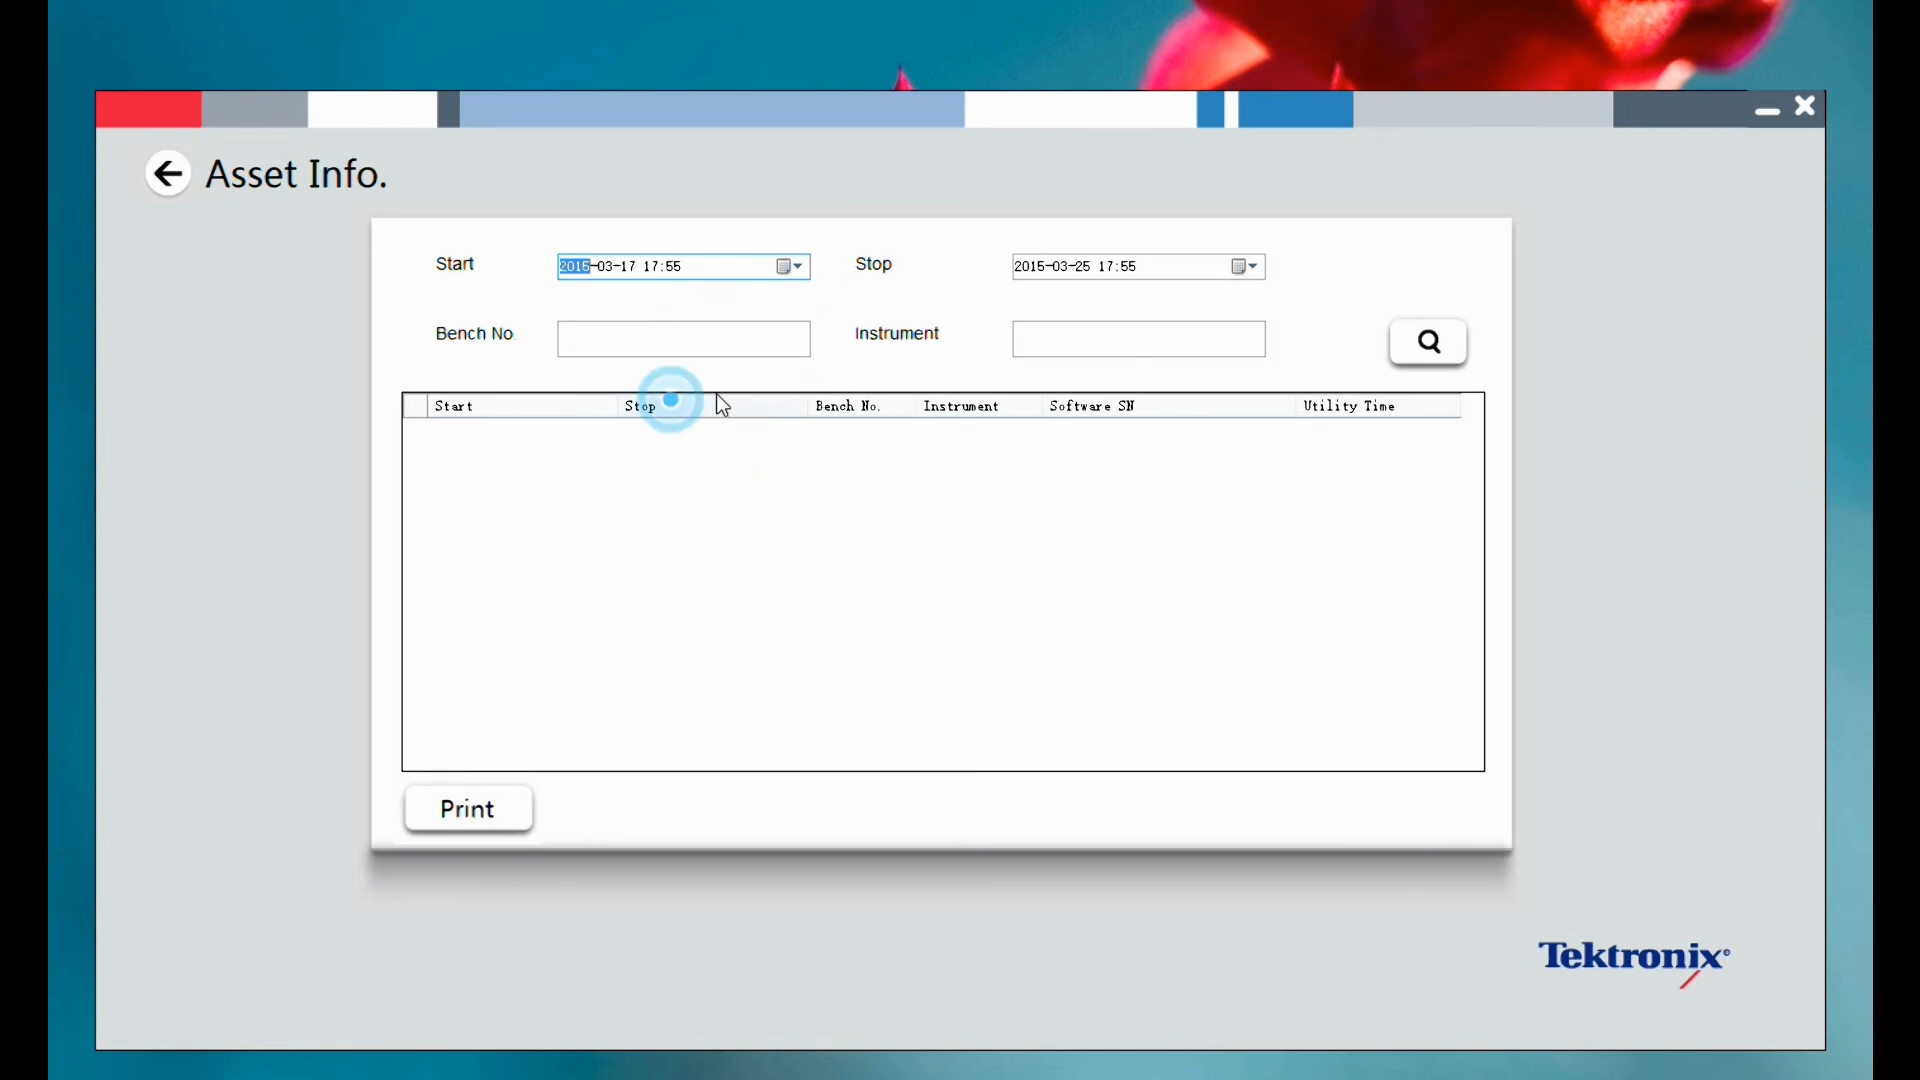 Asset Info.
Start 2015-03-17 17:55 Stop 2015-03-25 17:55
Bench No Instrument
Start Stop Bench No. Instrument Software SN Utility Time
Print
Tektronix®